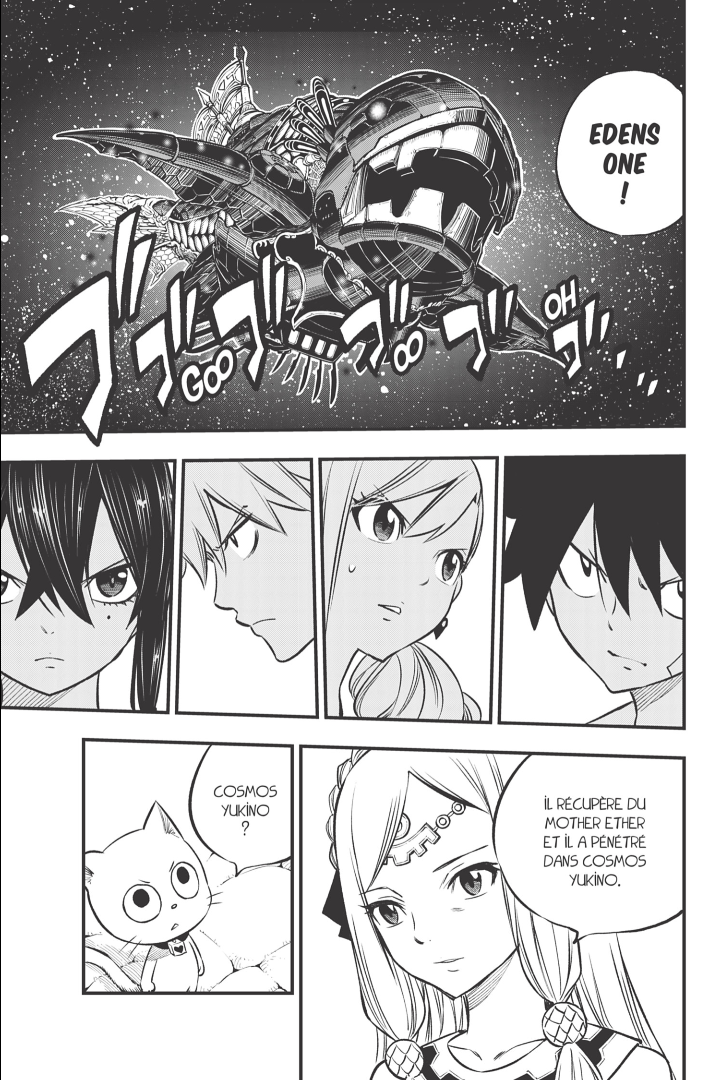 EDENS
ONE
!
ブブブブブブ...
GOO
OO
OH
IL RÉCUPÈRE DU
MOTHER ETHER
ET IL A PÉNÉTRÉ
DANS COSMOS
YUKINO.
COSMOS
YUKINO
?